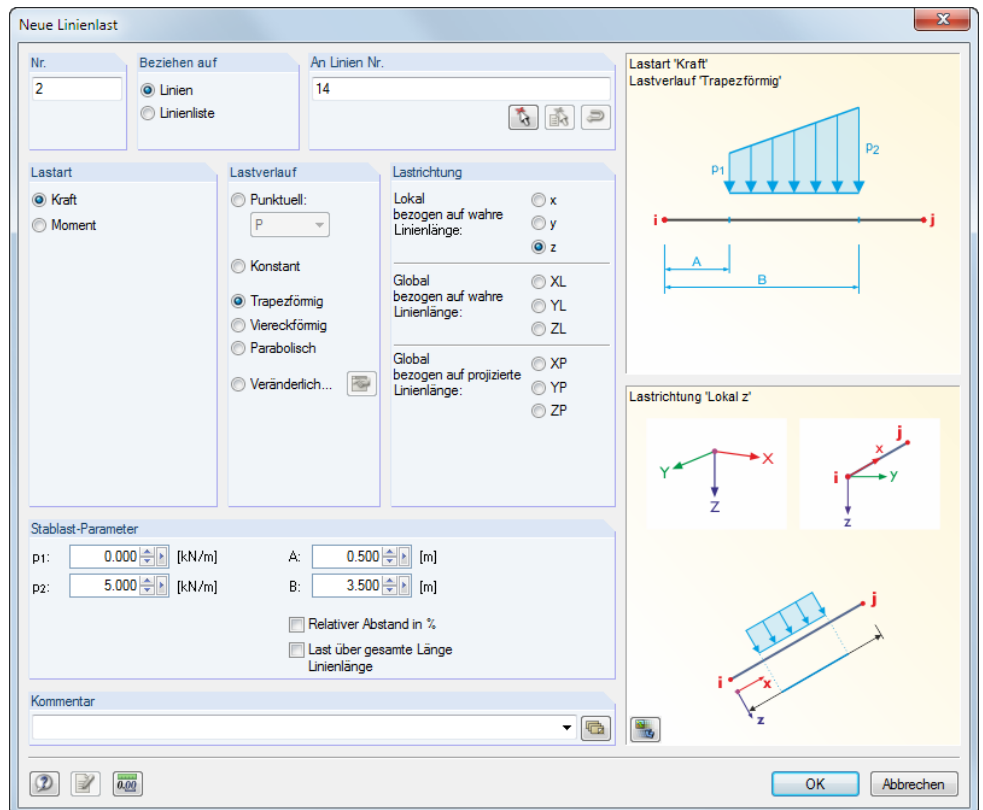 Neue Linienlast
Nr.
2
Beziehen auf
Linien
Linienliste
An Linien Nr.
14
Lastart
Kraft
Moment
Lastverlauf
Punktuell:
P
Konstant
Trapezförmig
Viereckförmig
Parabolisch
Veränderlich...
Lastrichtung
Lokal
bezogen auf wahre
Linienlänge:
x
y
z
Global
bezogen auf wahre
Linienlänge:
XL
YL
ZL
Global
bezogen auf projizierte
Linienlänge:
XP
YP
ZP
Stablast-Parameter
p1: 0.000 [kN/m]
p2: 5.000 [kN/m]
A: 0.500 [m]
B: 3.500 [m]
Relativer Abstand in %
Last über gesamte Länge
Linienlänge
Kommentar
Lastart 'Kraft'
Lastverlauf 'Trapezförmig'
p1
p2
i
j
A
B
Lastrichtung 'Lokal z'
Y
X
Z
j
x
i
y
z
j
i
x
z
0.00
OK
Abbrechen